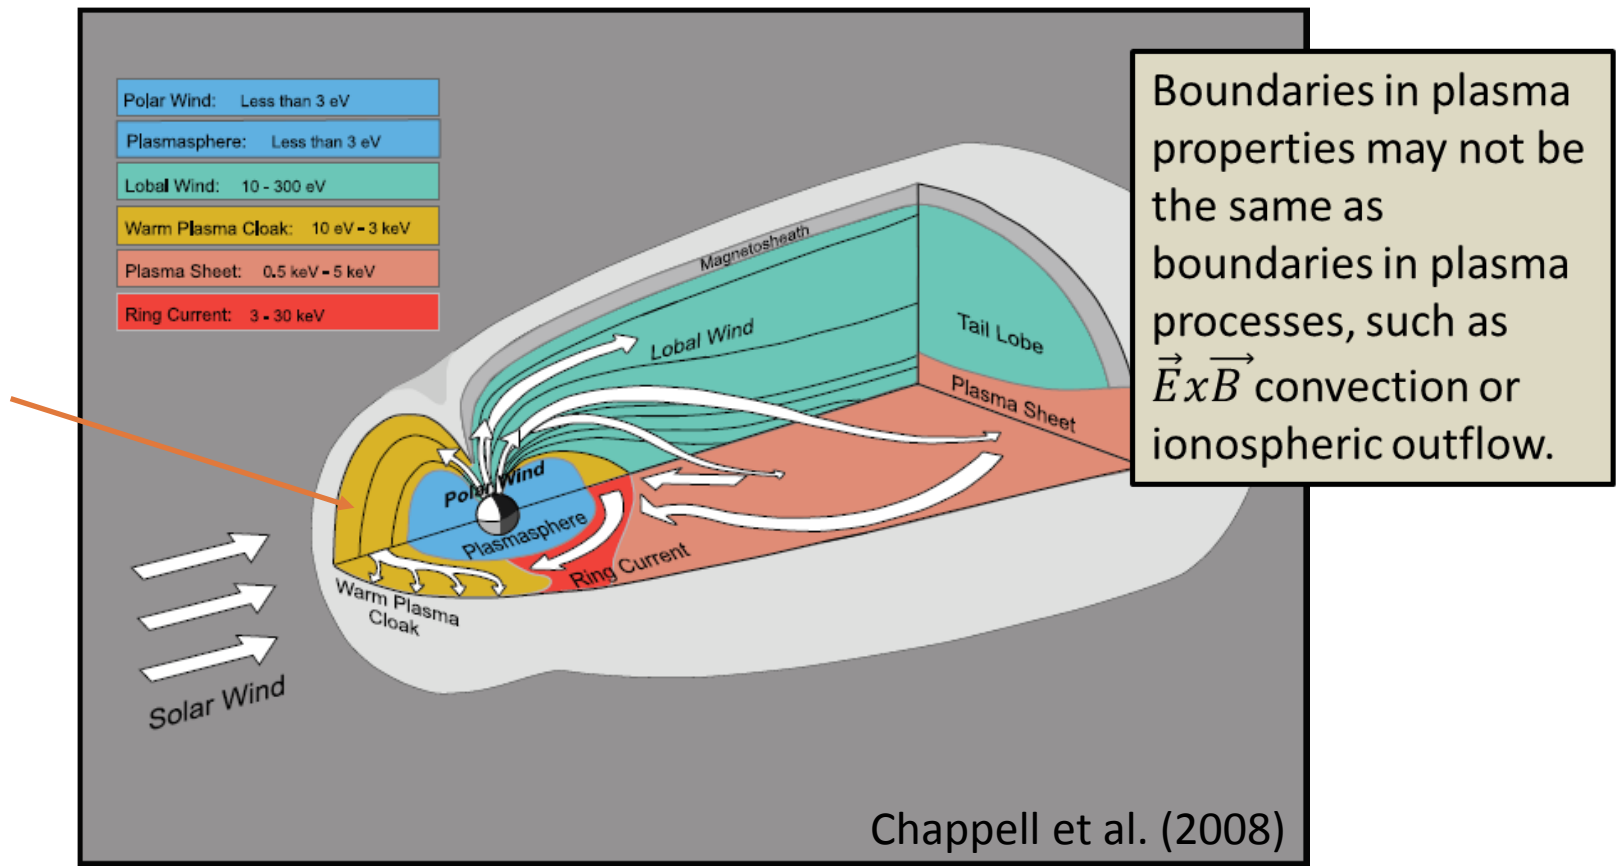 Polar Wind: Less than 3 eV
Plasmasphere: Less than 3 eV
Lobal Wind: 10 - 300 eV
Warm Plasma Cloak: 10 eV - 3 keV
Plasma Sheet: 0.5 keV - 5 keV
Ring Current: 3 - 30 keV
Boundaries in plasma
properties may not be
the same as
boundaries in plasma
processes, such as
$\vec{E}x\vec{B}$ convection or
ionospheric outflow.
Magnetosheath
Lobal Wind
Tail Lobe
Plasma Sheet
Polar Wind
Plasmasphere
Ring Current
Warm Plasma
Cloak
Solar Wind
Chappell et al. (2008)